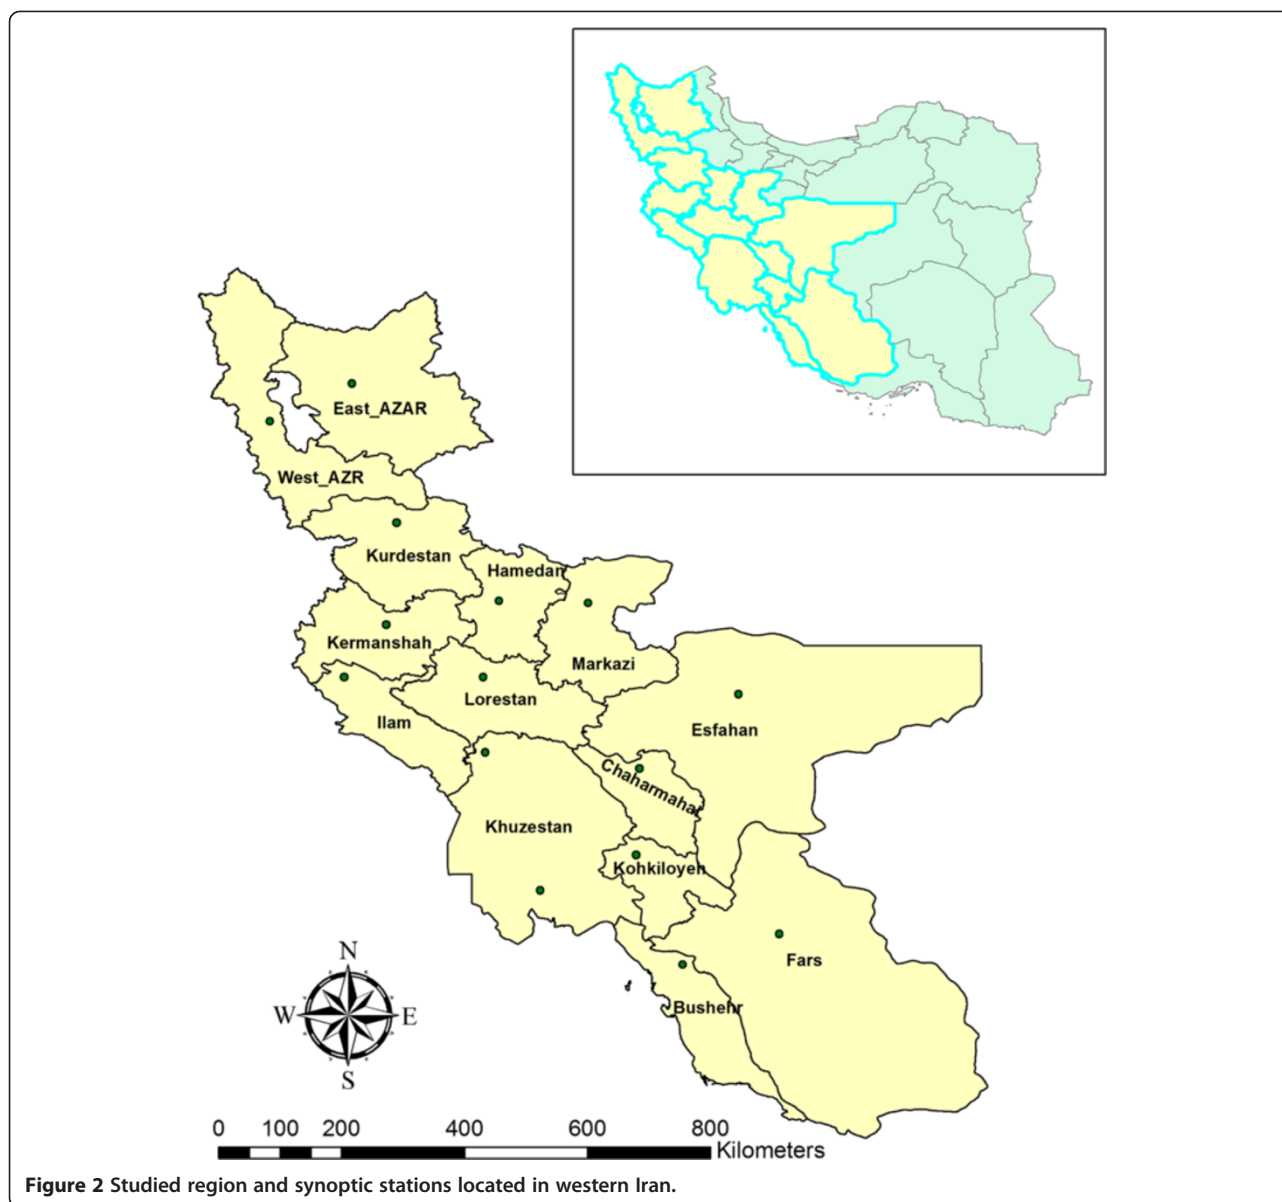 East_AZAR
West_AZR
Kurdestan
Hamedan
Kermanshah
Markazi
Lorestan
Ilam
Esfahan
Chaharmahal
Khuzestan
Kohkiloyeh
Fars
Bushehr
N
W E
S
0 100 200 400 600 800
Kilometers
Figure 2 Studied region and synoptic stations located in western Iran.